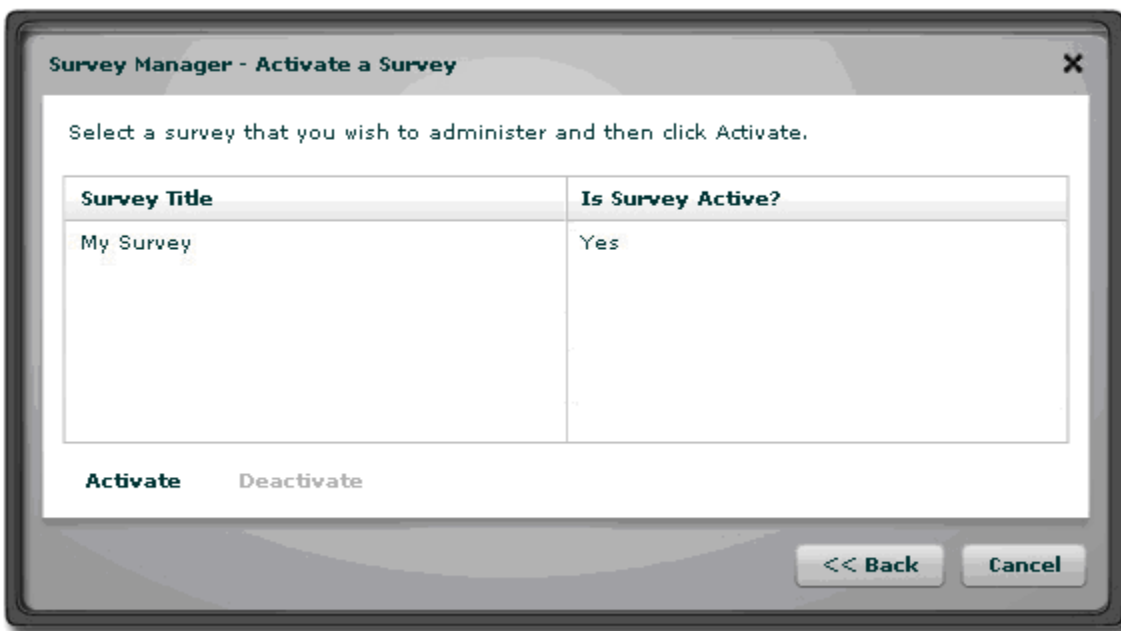 Survey Manager - Activate a Survey
Select a survey that you wish to administer and then click Activate.
Survey Title Is Survey Active?
My Survey Yes
Activate Deactivate
<< Back Cancel